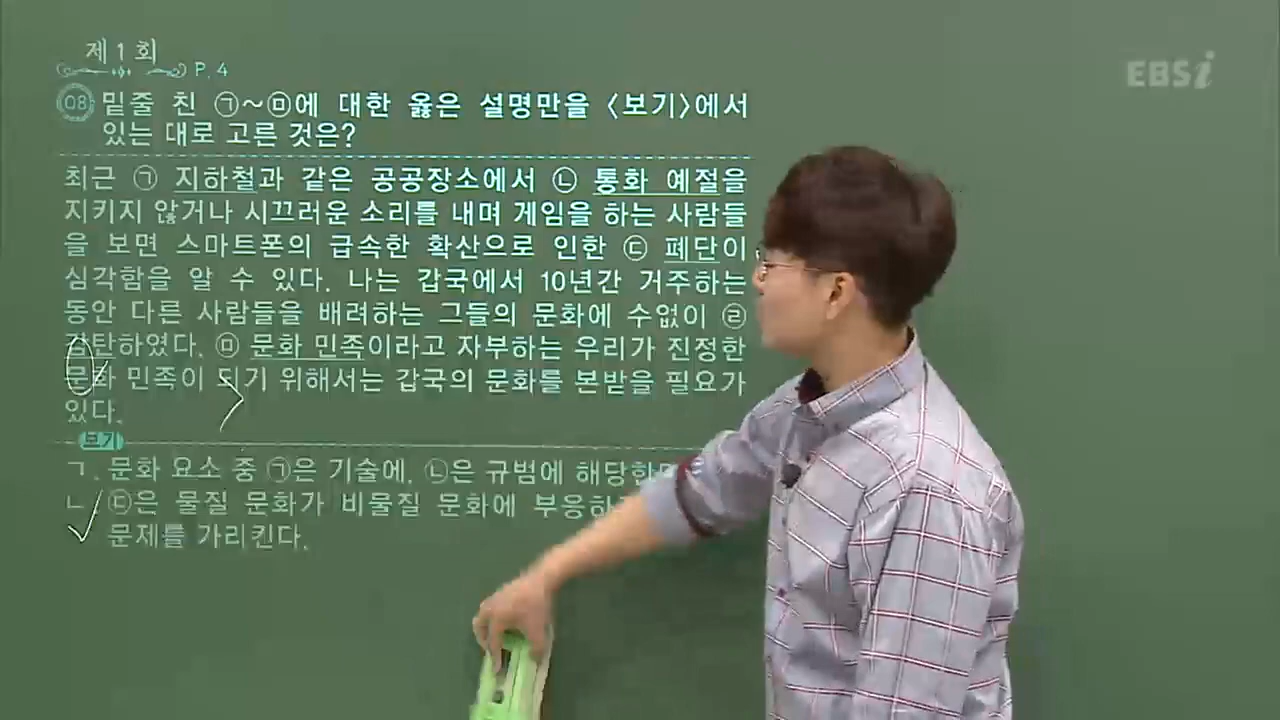 제1회
P. 4
08 밑줄 친 ㉠~㉤에 대한 옳은 설명만을 <보기>에서
있는 대로 고른 것은?
최근 ㉠ 지하철과 같은 공공장소에서 ㉡ 통화 예절을
지키지 않거나 시끄러운 소리를 내며 게임을 하는 사람들
을 보면 스마트폰의 급속한 확산으로 인한 ㉢ 폐단이
심각함을 알 수 있다. 나는 갑국에서 10년간 거주하는
동안 다른 사람들을 배려하는 그들의 문화에 수없이 ㉣
감탄하였다. ㉤ 문화 민족이라고 자부하는 우리가 진정한
문화 민족이 되기 위해서는 갑국의 문화를 본받을 필요가
있다.
보기
ㄱ. 문화 요소 중 ㉠은 기술에, ㉡은 규범에
ㄴ. ㉢은 물질 문화가 비물질 문화에
문제를 가리킨다.
EBSi